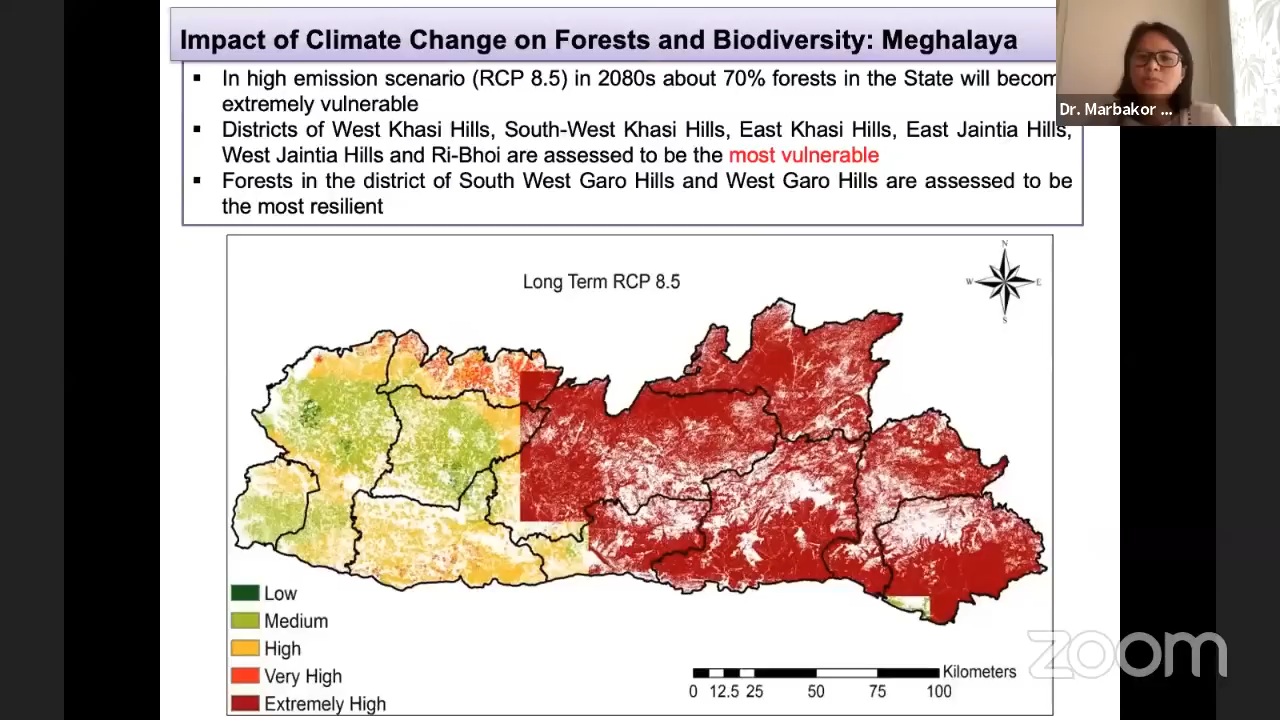 Impact of Climate Change on Forests and Biodiversity: Meghalaya
▪ In high emission scenario (RCP 8.5) in 2080s about 70% forests in the State will becom
extremely vulnerable
▪ Districts of West Khasi Hills, South-West Khasi Hills, East Khasi Hills, East Jaintia Hills,
West Jaintia Hills and Ri-Bhoi are assessed to be the most vulnerable
▪ Forests in the district of South West Garo Hills and West Garo Hills are assessed to be
the most resilient
Dr. Marbakor ...
Long Term RCP 8.5
N
W E
S
Low
Medium
High
Very High
Extremely High
Kilometers
0 12.5 25 50 75 100
zoom